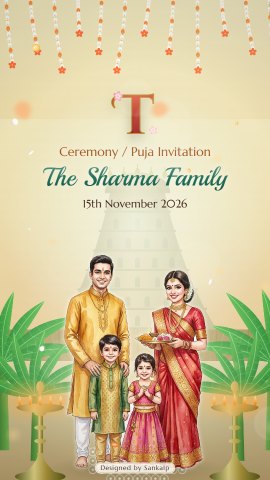 T
Ceremony / Puja Invitation
The Sharma Family
15th November 2026
Designed by Sankalp